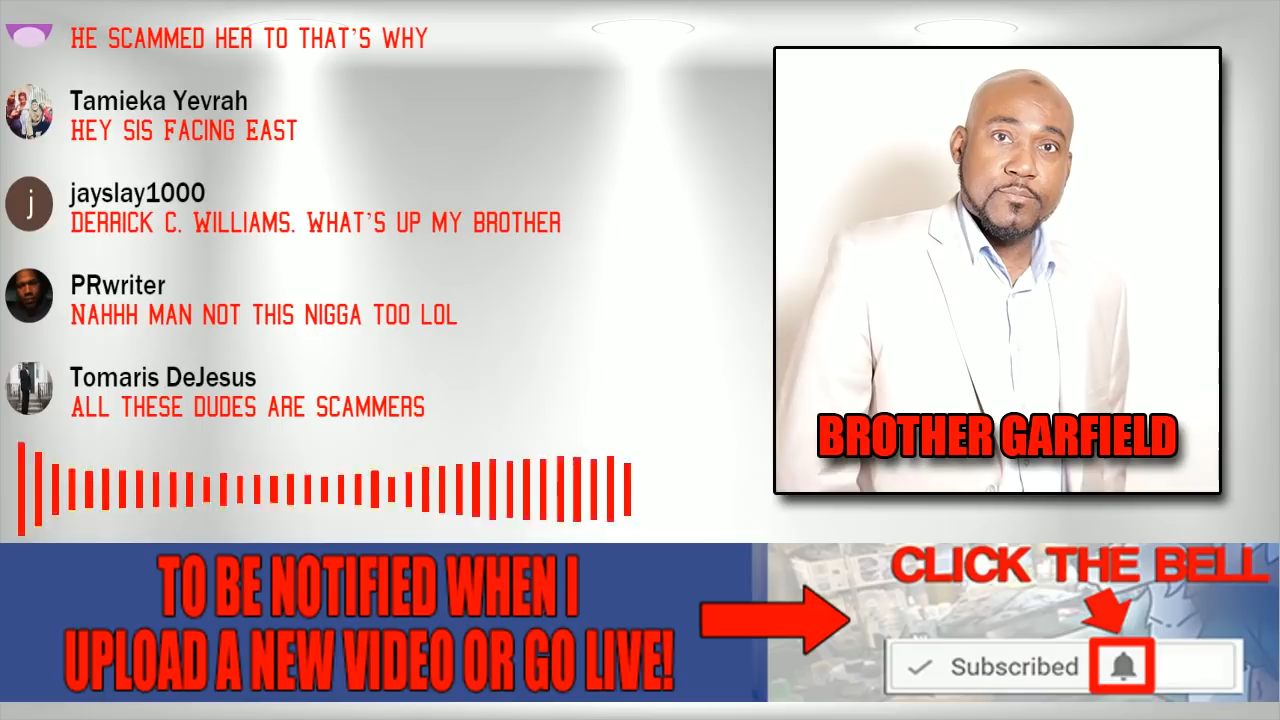 HE SCAMMED HER TO THAT'S WHY
Tamieka Yevrah
HEY SIS FACING EAST
j
jayslay1000
DERRICK C. WILLIAMS. WHAT'S UP MY BROTHER
PRwriter
NAHHH MAN NOT THIS NIGGA TOO LOL
Tomaris DeJesus
ALL THESE DUDES ARE SCAMMERS
BROTHER GARFIELD
TO BE NOTIFIED WHEN I
UPLOAD A NEW VIDEO OR GO LIVE!
CLICK THE BELL
Subscribed